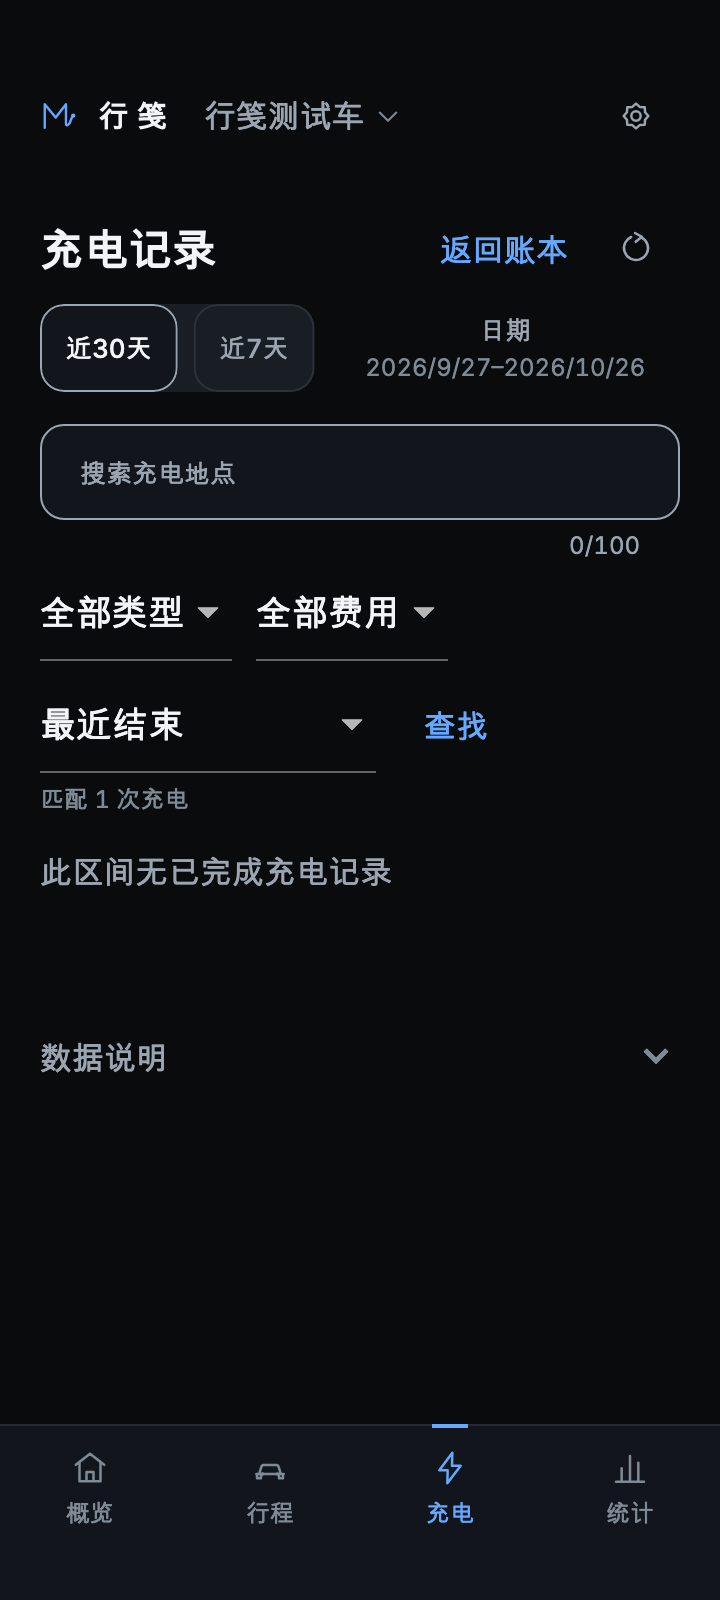 行 笺 行笺测试车
充电记录 返回账本
近30天 近7天 日期
2026/9/27–2026/10/26
搜索充电地点
0/100
全部类型 全部费用
最近结束 查找
匹配 1 次充电
此区间无已完成充电记录
数据说明
概览 行程 充电 统计